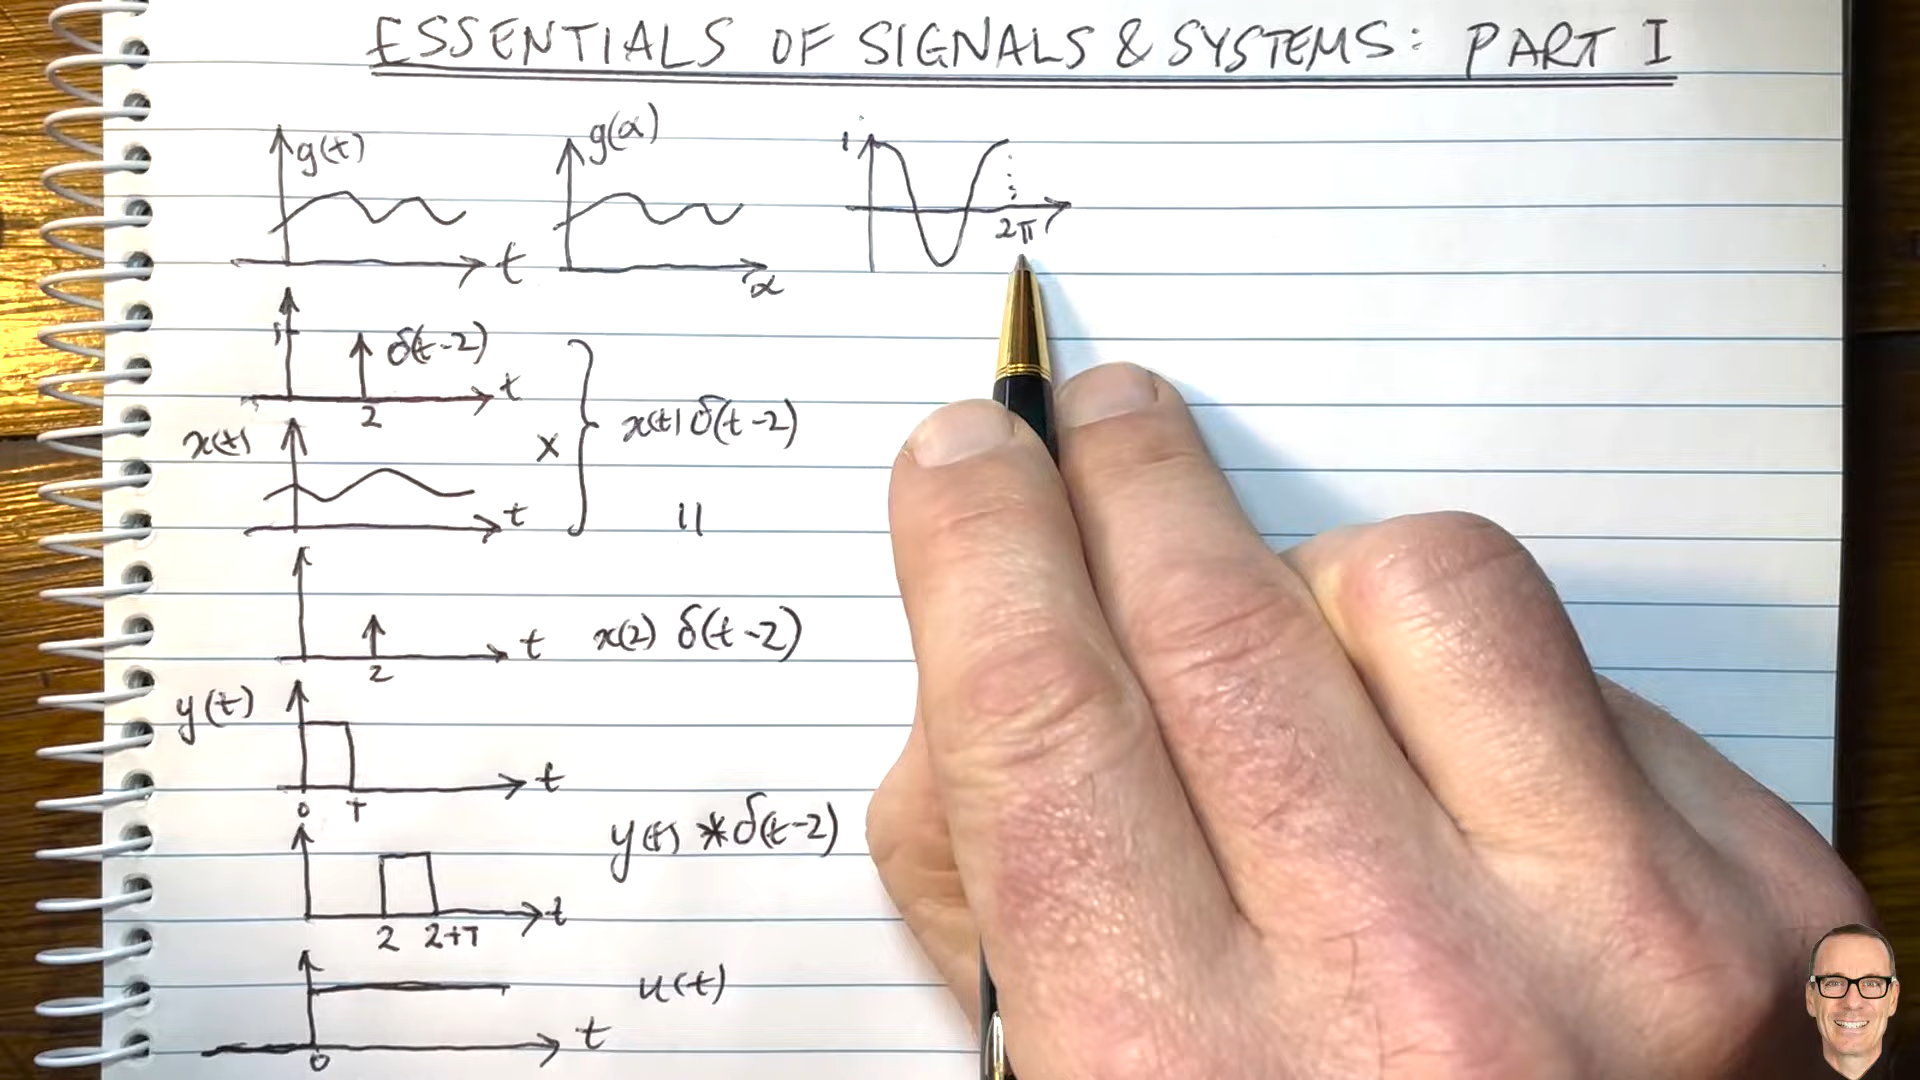 ESSENTIALS OF SIGNALS & SYSTEMS: PART I
g(t)
t
g(α)
α
1
2π
1
δ(t-2)
t
2
x(t)
t
x
x(t) δ(t-2)
=
t
2
x(2) δ(t-2)
y(t)
t
0
T
y(t) * δ(t-2)
t
2
2+T
u(t)
t
0